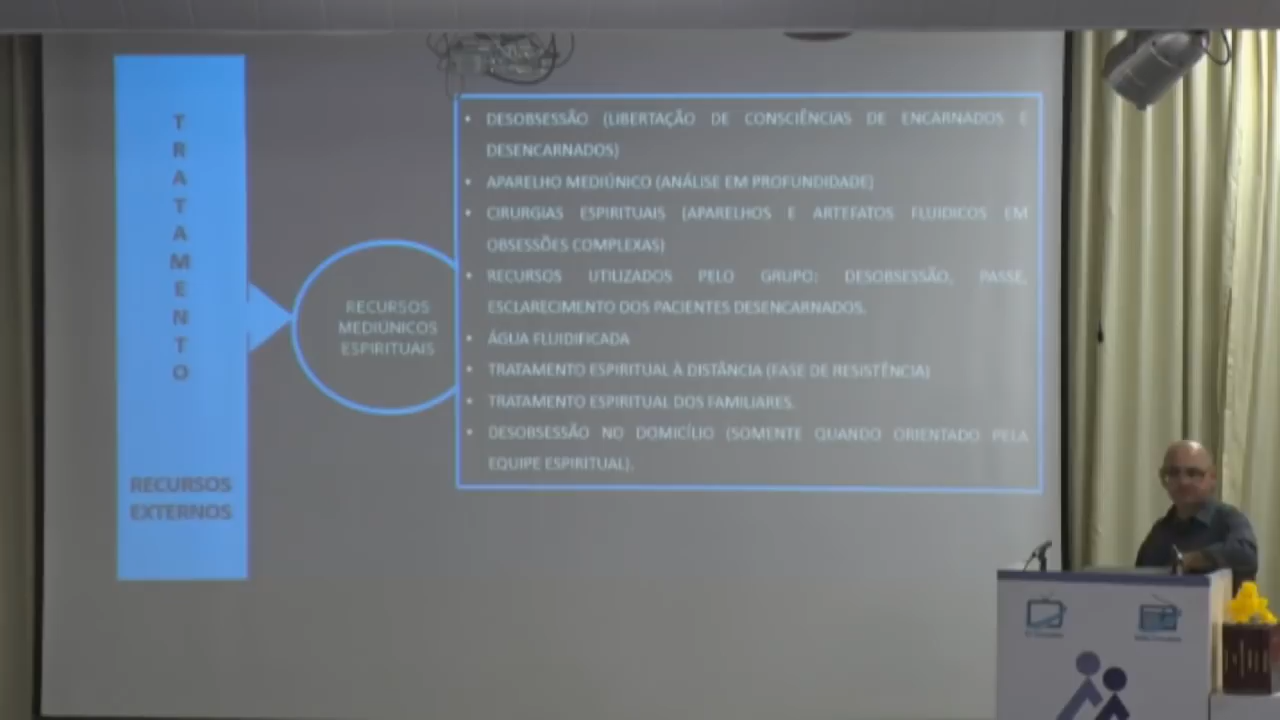 TRATAMENTO
RECURSOS
EXTERNOS
RECURSOS
MEDIÚNICOS
ESPIRITUAIS
• DESOBSESSÃO (LIBERTAÇÃO DE CONSCIÊNCIAS DE ENCARNADOS E
DESENCARNADOS)
• APARELHO MEDIÚNICO (ANÁLISE EM PROFUNDIDADE)
• CIRURGIAS ESPIRITUAIS (APARELHOS E ARTEFATOS FLUIDICOS EM
OBSESSÕES COMPLEXAS)
• RECURSOS UTILIZADOS PELO GRUPO: DESOBSESSÃO, PASSE,
ESCLARECIMENTO DOS PACIENTES DESENCARNADOS.
• ÁGUA FLUIDIFICADA
• TRATAMENTO ESPIRITUAL À DISTÂNCIA (FASE DE RESISTÊNCIA)
• TRATAMENTO ESPIRITUAL DOS FAMILIARES.
• DESOBSESSÃO NO DOMICÍLIO (SOMENTE QUANDO ORIENTADO PELA
EQUIPE ESPIRITUAL).